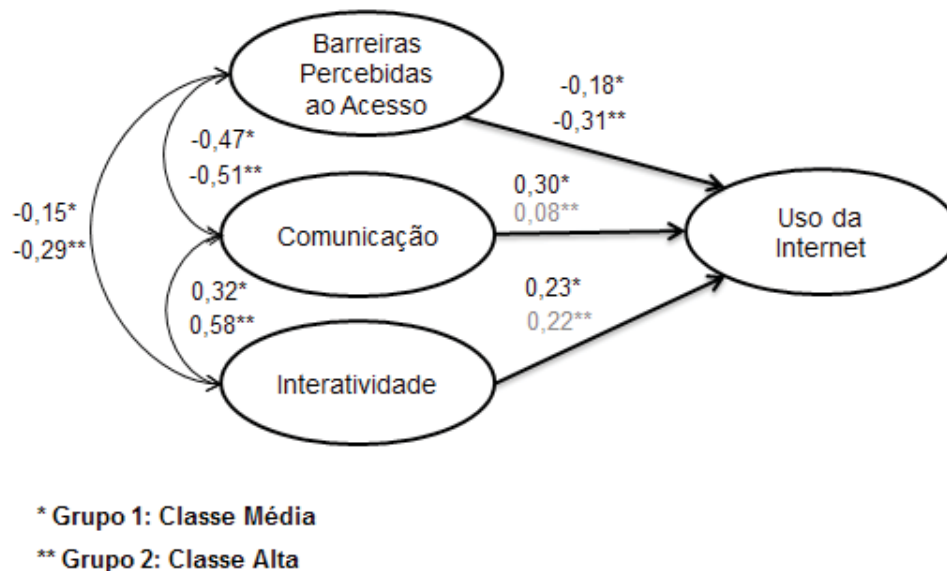 Barreiras
Percebidas
ao Acesso
-0,18*
-0,31**
-0,47*
-0,51**
-0,15*
-0,29**
Comunicação
0,30*
0,08**
Uso da
Internet
0,32*
0,58**
0,23*
0,22**
Interatividade
* Grupo 1: Classe Média
** Grupo 2: Classe Alta